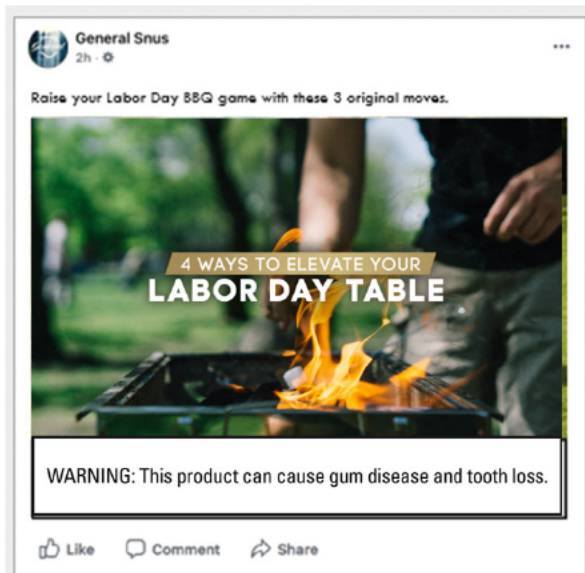 General Snus
2h
Raise your Labor Day BBQ game with these 3 original moves.
4 WAYS TO ELEVATE YOUR
LABOR DAY TABLE
WARNING: This product can cause gum disease and tooth loss.
Like Comment Share